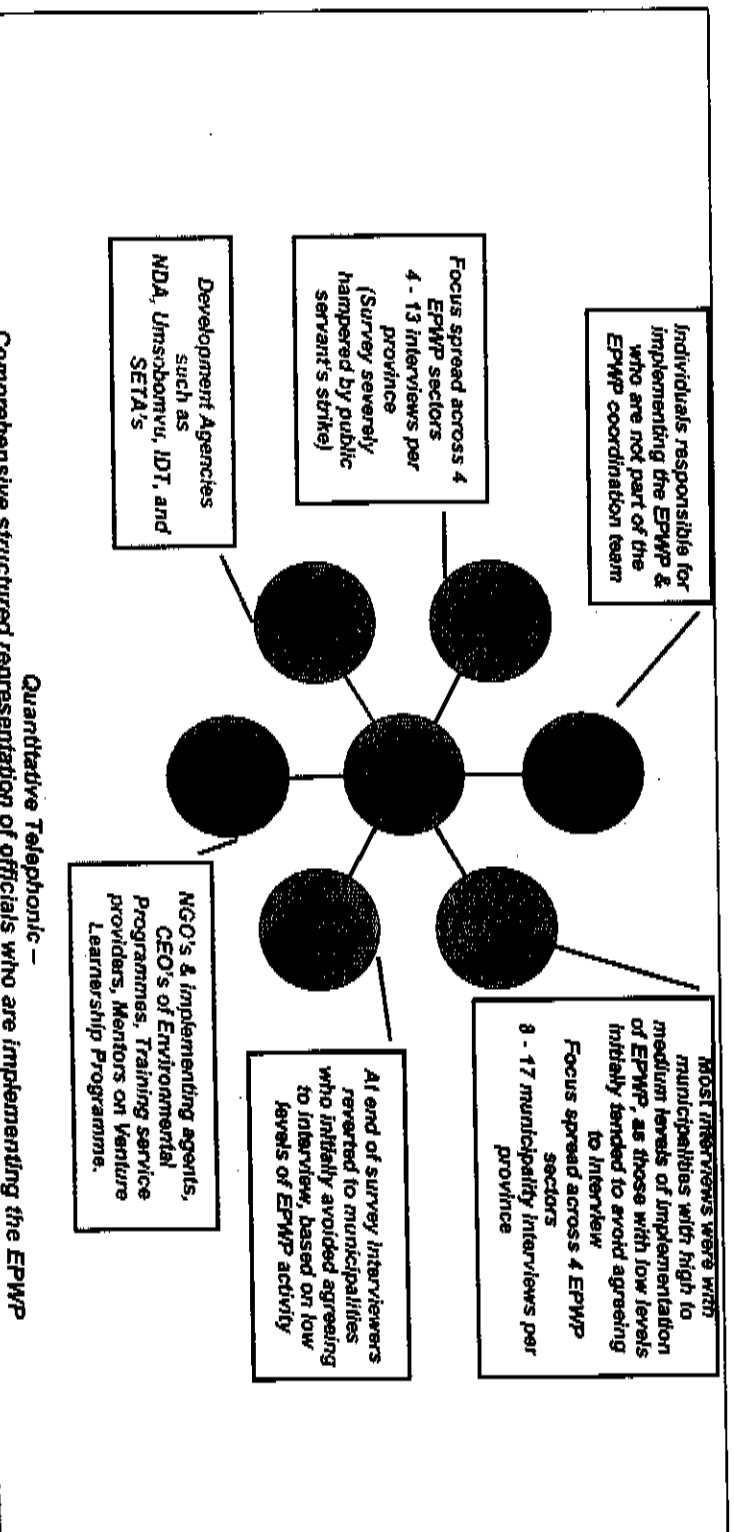 Individuals responsible for
implementing the EPWP &
who are not part of the
EPWP coordination team
Most interviews were with
municipalities with high to
medium levels of implementation
of EPWP, as those with low levels
initially tended to avoid agreeing
to interview
Focus spread across 4 EPWP
sectors
8 - 17 municipality interviews per
province
Focus spread across 4
EPWP sectors
4 - 13 interviews per
province
(Survey severely
hampered by public
servant's strike)
At end of survey interviewers
reverted to municipalities
who initially avoided agreeing
to interview, based on low
levels of EPWP activity
Development Agencies
such as
NDA, Umsobomvu, IDT, and
SETA's
NGO's & implementing agents,
CEO's of Environmental
Programmes, Training service
providers, Mentors on Venture
Learnership Programme.
Quantitative Telephonic –
Comprehensive structured representation of officials who are implementing the EPWP